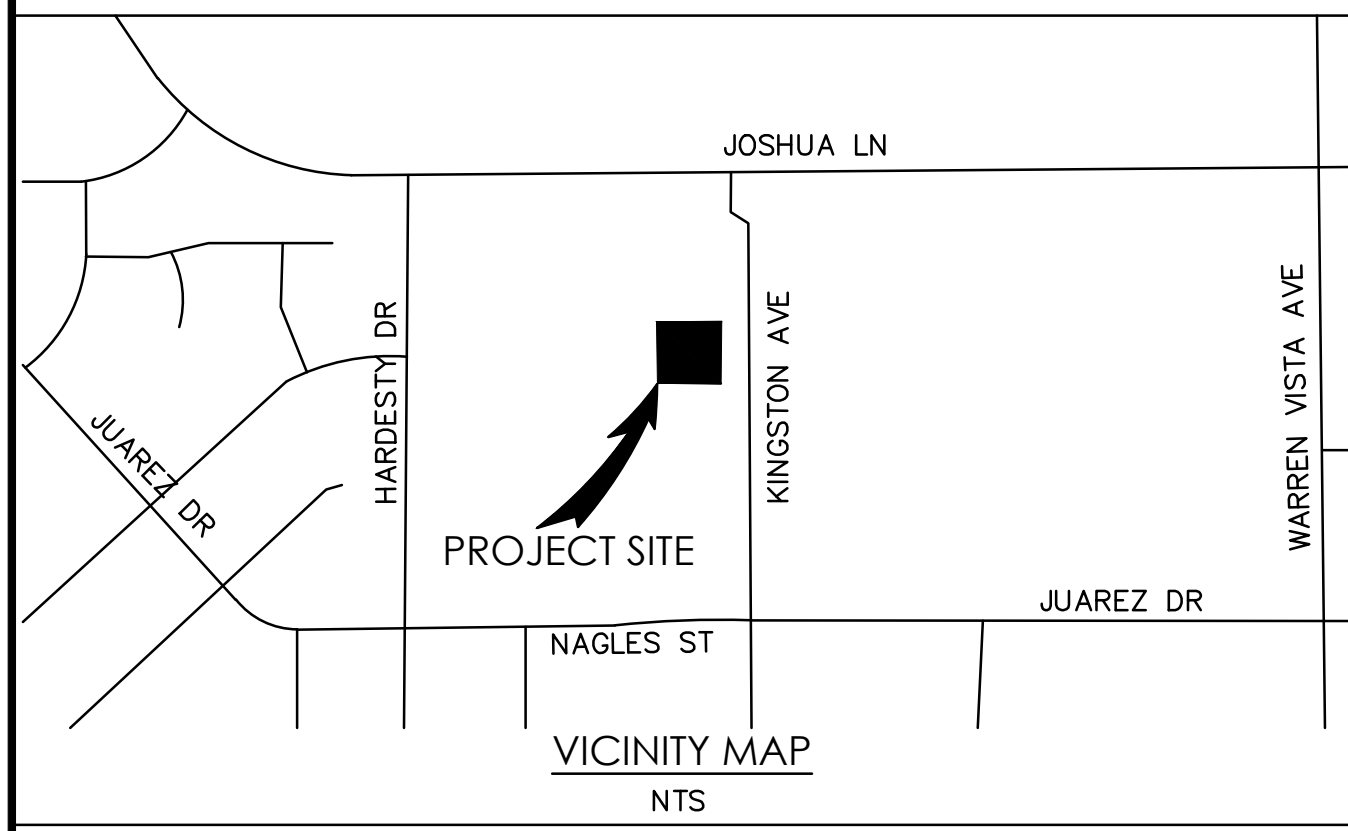 JOSHUA LN
HARDESTY DR
KINGSTON AVE
WARREN VISTA AVE
JUAREZ DR
PROJECT SITE
JUAREZ DR
NAGLES ST
VICINITY MAP
NTS